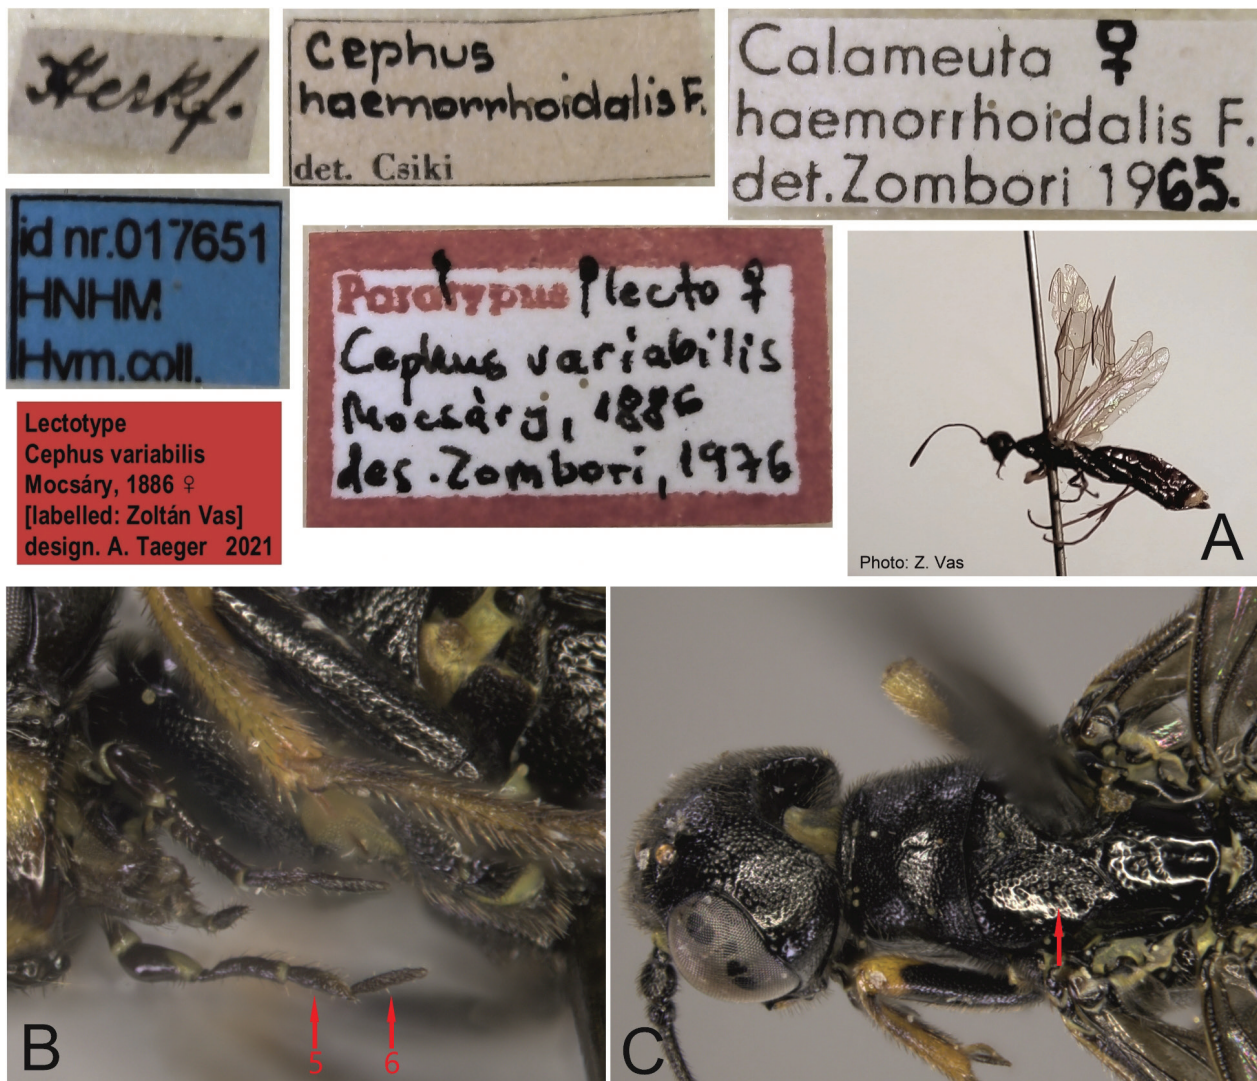 Herkf.
Cephus
haemorrhoidalis F.
det. Csiki
Calameuta ♀
haemorrhoidalis F.
det. Zombori 1965.
id nr.017651
HNHM
Hym.coll.
Paratypus lecto ♀
Cephus variabilis
Mocsáry, 1886
des. Zombori, 1976
Lectotype
Cephus variabilis
Mocsáry, 1886 ♀
[labelled: Zoltán Vas]
design. A. Taeger 2021
Photo: Z. Vas
A
5
6
B
C